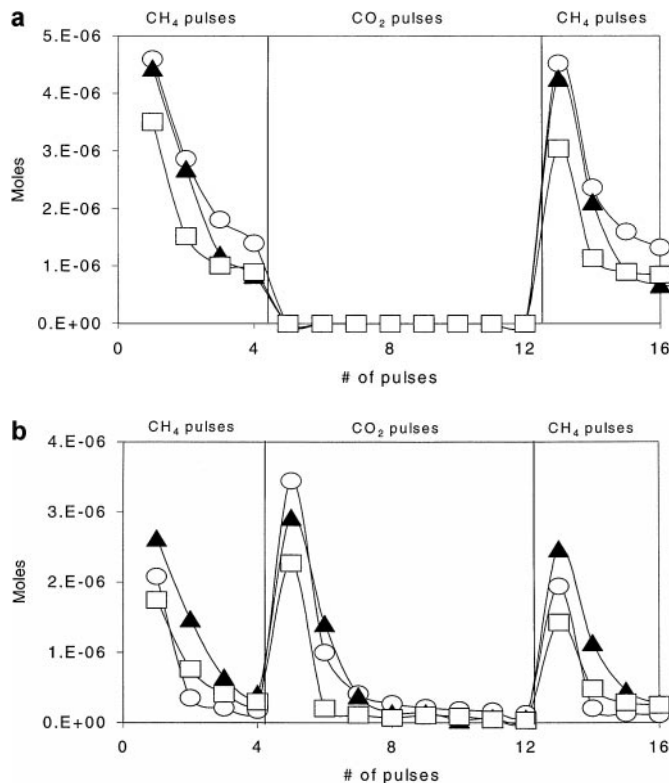 a
CH₄ pulses CO₂ pulses CH₄ pulses
5.E-06
4.E-06
3.E-06
2.E-06
1.E-06
0.E+00
Moles
0 4 8 12 16
# of pulses
b
CH₄ pulses CO₂ pulses CH₄ pulses
4.E-06
3.E-06
2.E-06
1.E-06
0.E+00
Moles
0 4 8 12 16
# of pulses